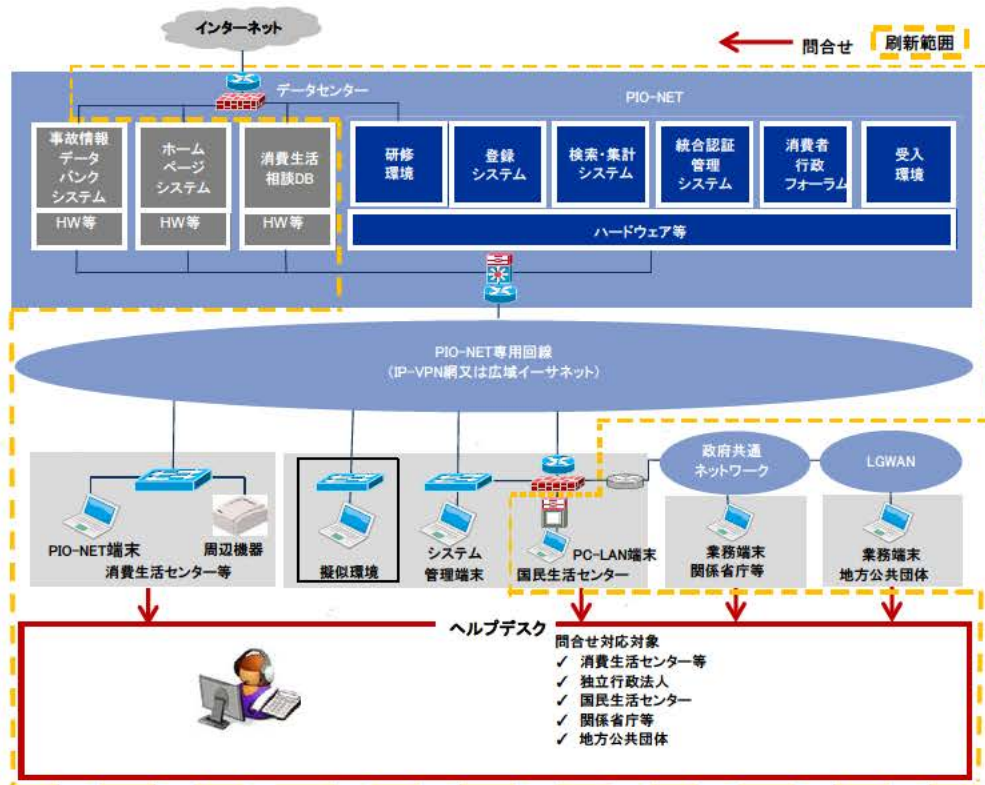 インターネット
問合せ
刷新範囲
データセンター
PIO-NET
事故情報
データ
バンク
システム
HW等
ホーム
ページ
システム
HW等
消費生活
相談DB
HW等
研修
環境
登録
システム
検索・集計
システム
統合認証
管理
システム
消費者
行政
フォーラム
受入
環境
ハードウェア等
PIO-NET専用回線
（IP-VPN網又は広域イーサネット）
政府共通
ネットワーク
LGWAN
PIO-NET端末
周辺機器
消費生活センター等
擬似環境
システム
管理端末
PC-LAN端末
国民生活センター
業務端末
関係省庁等
業務端末
地方公共団体
ヘルプデスク
問合せ対応対象
✓ 消費生活センター等
✓ 独立行政法人
✓ 国民生活センター
✓ 関係省庁等
✓ 地方公共団体